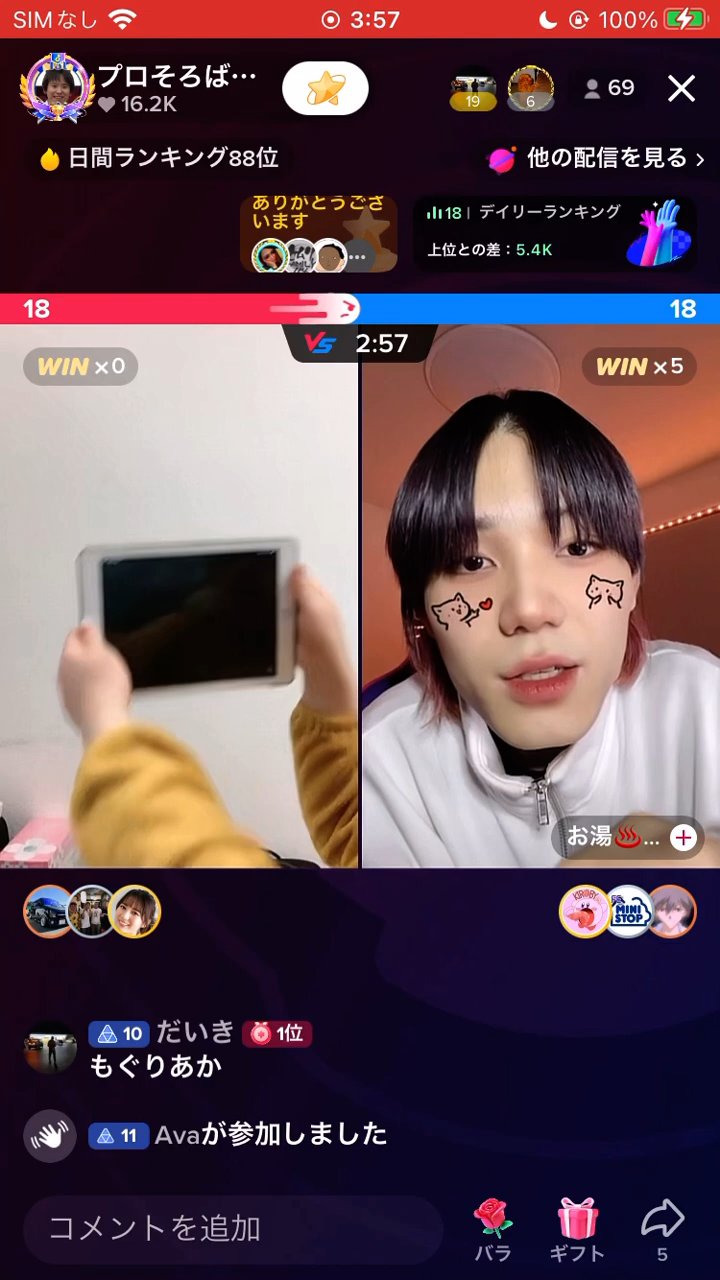 SIMなし 3:57 100%
プロそろば…
16.2K
19 6 69
日間ランキング88位 他の配信を見る
ありがとうござ
います
18 デイリーランキング
上位との差：5.4K
18 18
VS 2:57
WIN ×0 WIN ×5
お湯♨️…
KIRBBY
MINI
STOP
10 だいき 1位
もぐりあか
11 Avaが参加しました
コメントを追加
バラ ギフト 5